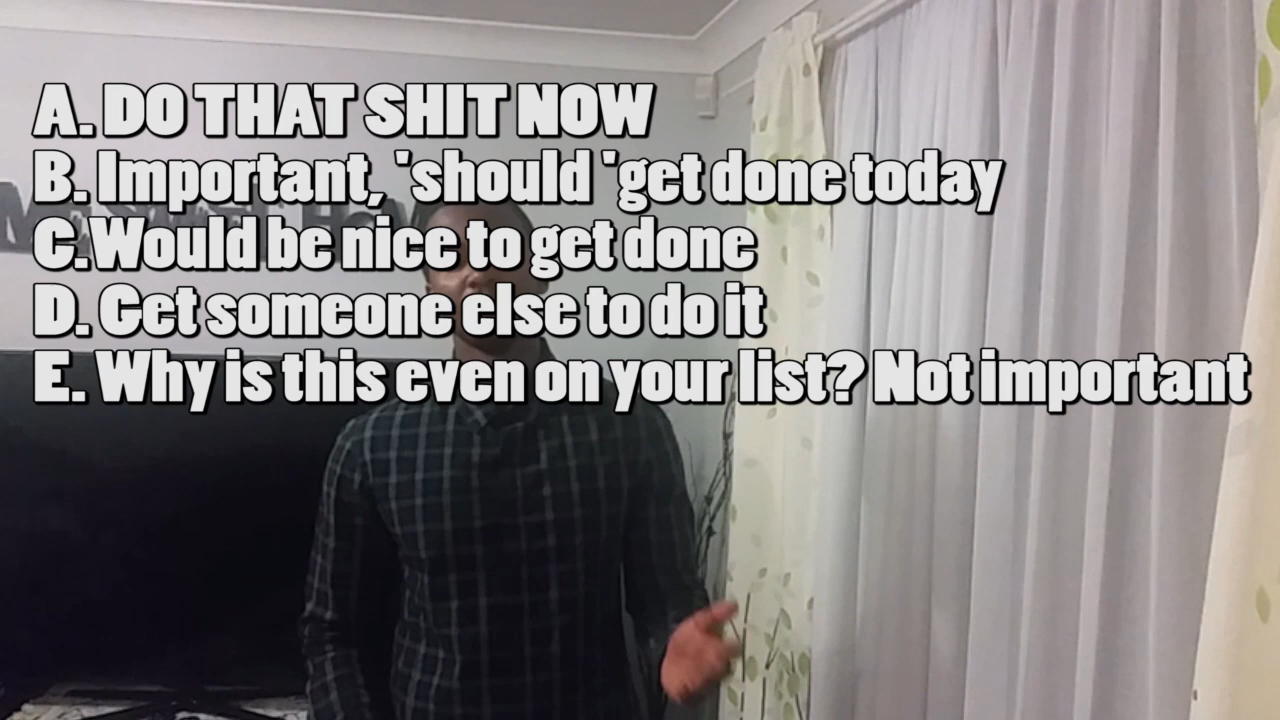 A. DO THAT SHIT NOW
B. Important, 'should 'get done today
C.Would be nice to get done
D. Get someone else to do it
E. Why is this even on your list? Not important